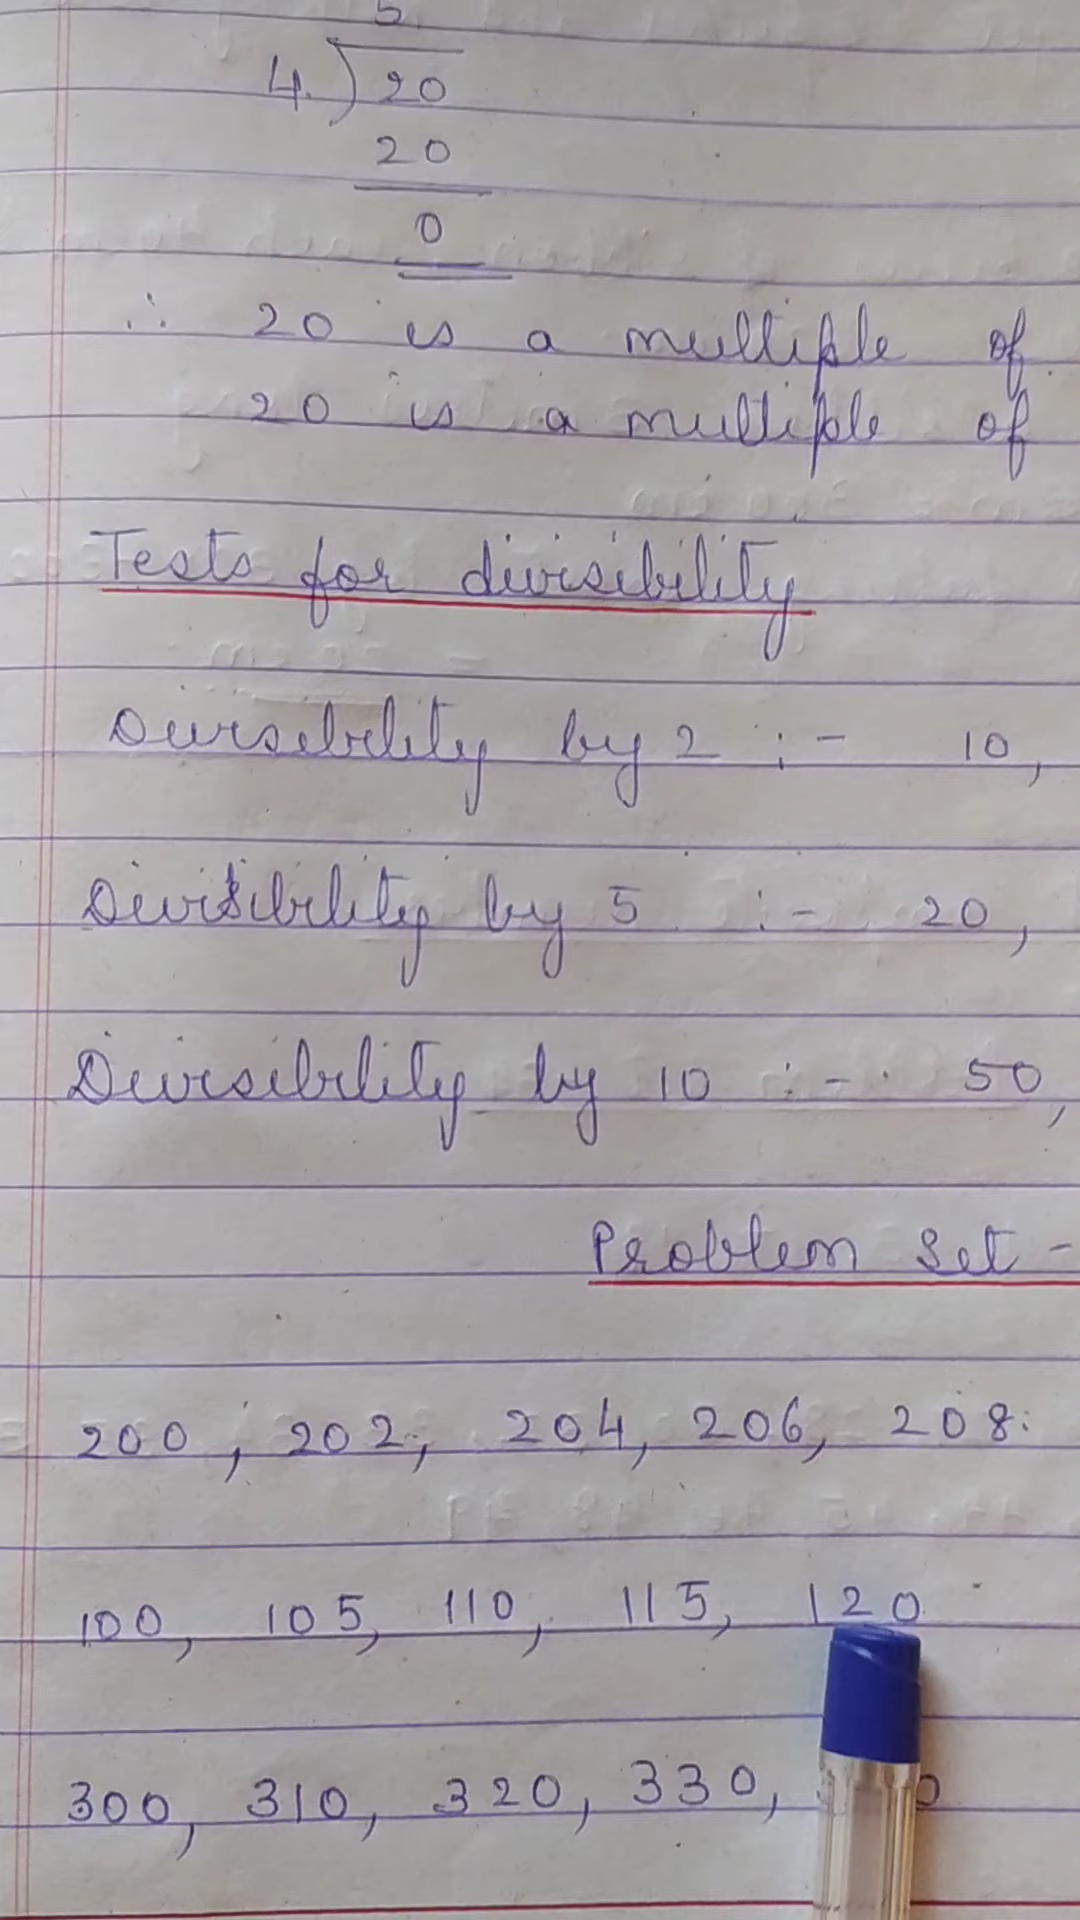 5
4.)20
20
0
∴ 20 is a multiple of
20 is a multiple of
Tests for divisibility
Divisibility by 2 :- 10,
Divisibility by 5 :- 20,
Divisibility by 10 :- 50,
Problem Set -
200, 202, 204, 206, 208.
100, 105, 110, 115, 120
300, 310, 320, 330,